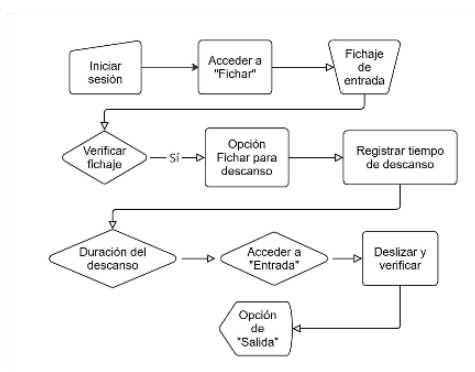 Iniciar
sesión
Acceder a
"Fichar"
Fichaje
de
entrada
Verificar
fichaje
Sí
Opción
Fichar para
descanso
Registrar tiempo
de descanso
Duración del
descanso
Acceder a
"Entrada"
Deslizar y
verificar
Opción
de
"Salida"